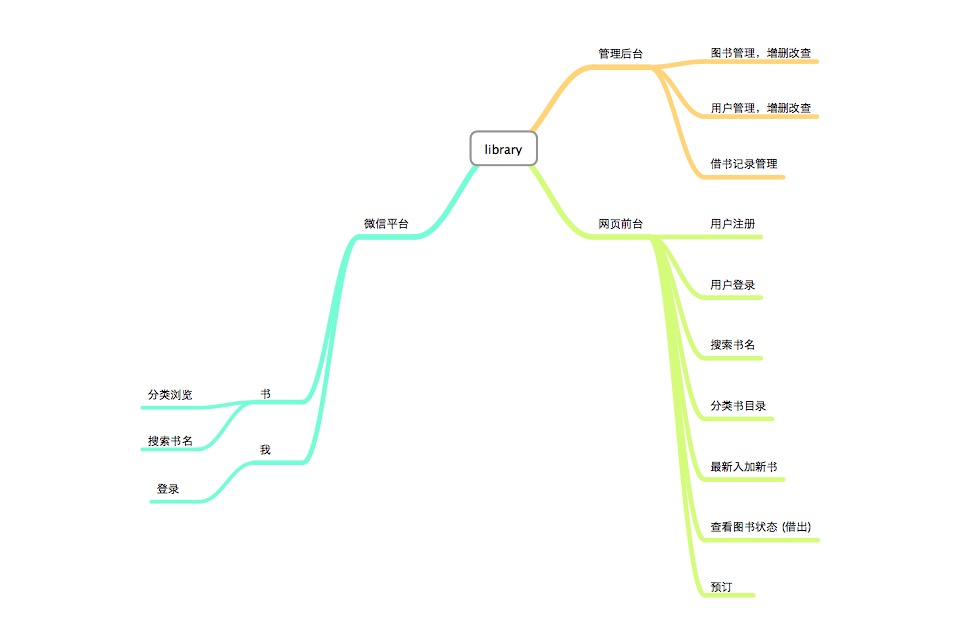 library
管理后台
图书管理，增删改查
用户管理，增删改查
借书记录管理
网页前台
用户注册
用户登录
搜索书名
分类书目录
最新入加新书
查看图书状态 (借出)
预订
微信平台
书
分类浏览
搜索书名
我
登录